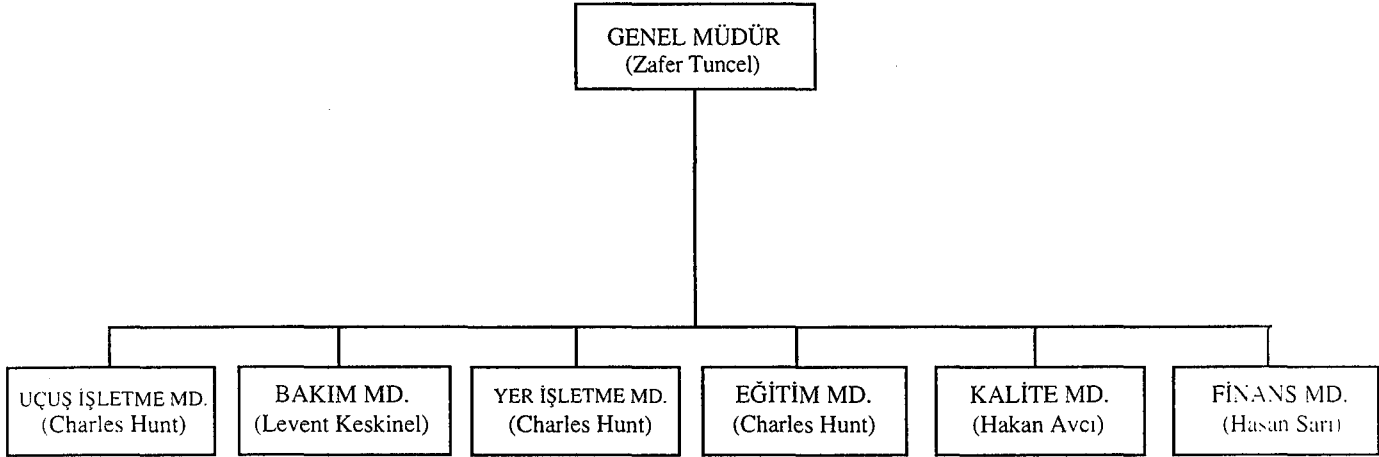 GENEL MÜDÜR
(Zafer Tuncel)
UÇUŞ İŞLETME MD.
(Charles Hunt)
BAKIM MD.
(Levent Keskinel)
YER İŞLETME MD.
(Charles Hunt)
EĞİTİM MD.
(Charles Hunt)
KALİTE MD.
(Hakan Avcı)
FİNANS MD.
(Hasan Sarı)